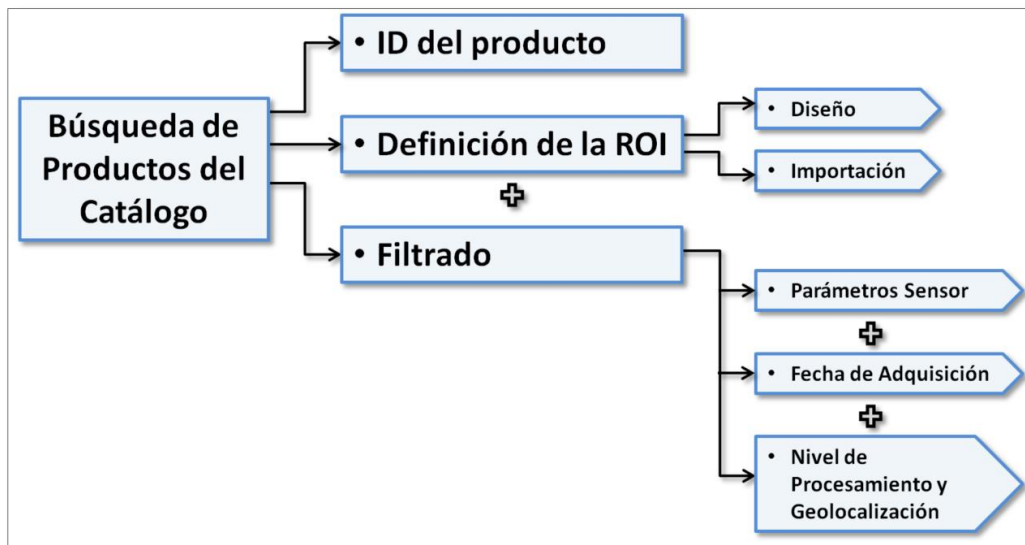 • ID del producto
Búsqueda de
Productos del
Catálogo
• Definición de la ROI
• Diseño
• Importación
• Filtrado
• Parámetros Sensor
• Fecha de Adquisición
• Nivel de
Procesamiento y
Geolocalización